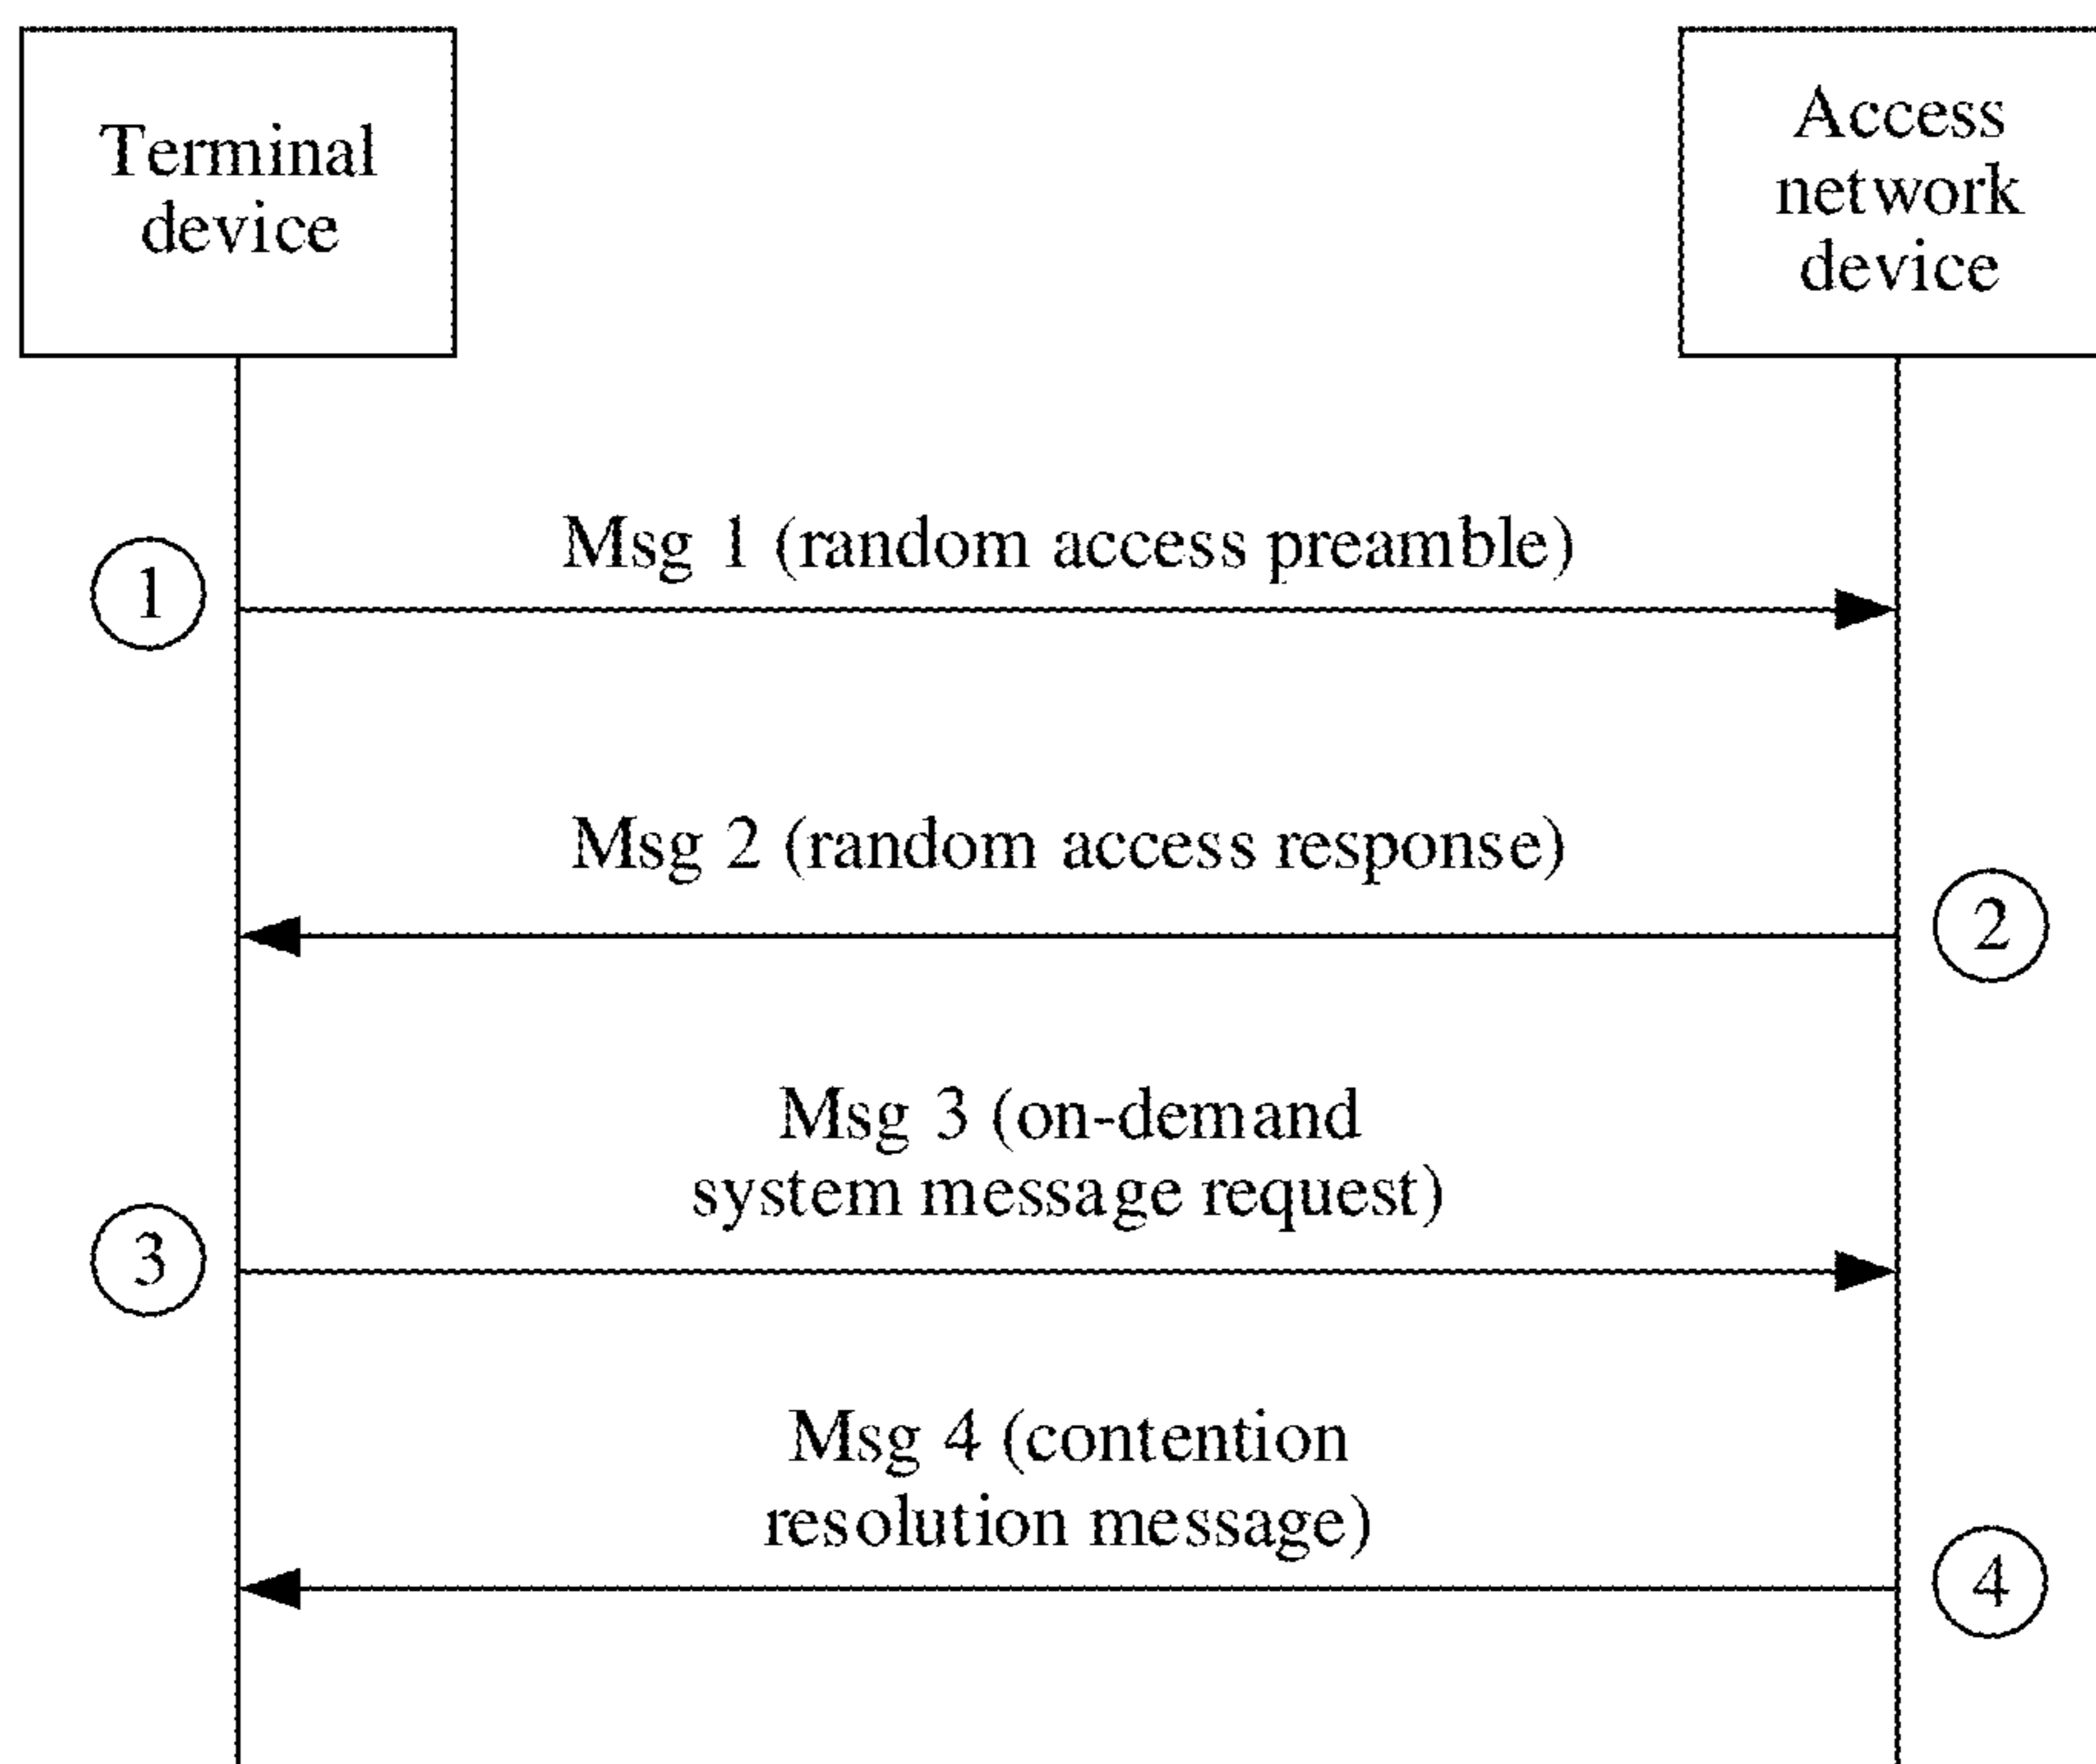 Terminal
device
Access
network
device
Msg 1 (random access preamble)
1
Msg 2 (random access response)
2
Msg 3 (on-demand
system message request)
3
Msg 4 (contention
resolution message)
4